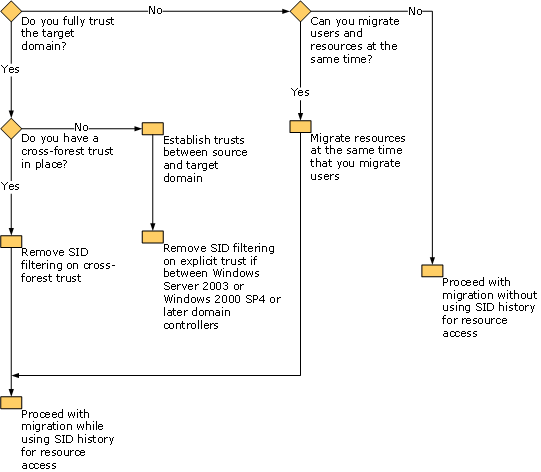 Do you fully trust
the target
domain?
No
Can you migrate
users and
resources at the
same time?
No
Yes
Yes
Do you have a
cross-forest trust
in place?
No
Establish trusts
between source
and target
domain
Migrate resources
at the same time
that you migrate
users
Yes
Remove SID
filtering on cross-
forest trust
Remove SID filtering
on explicit trust if
between Windows
Server 2003 or
Windows 2000 SP4 or
later domain
controllers
Proceed with
migration without
using SID history
for resource
access
Proceed with
migration while
using SID history
for resource
access